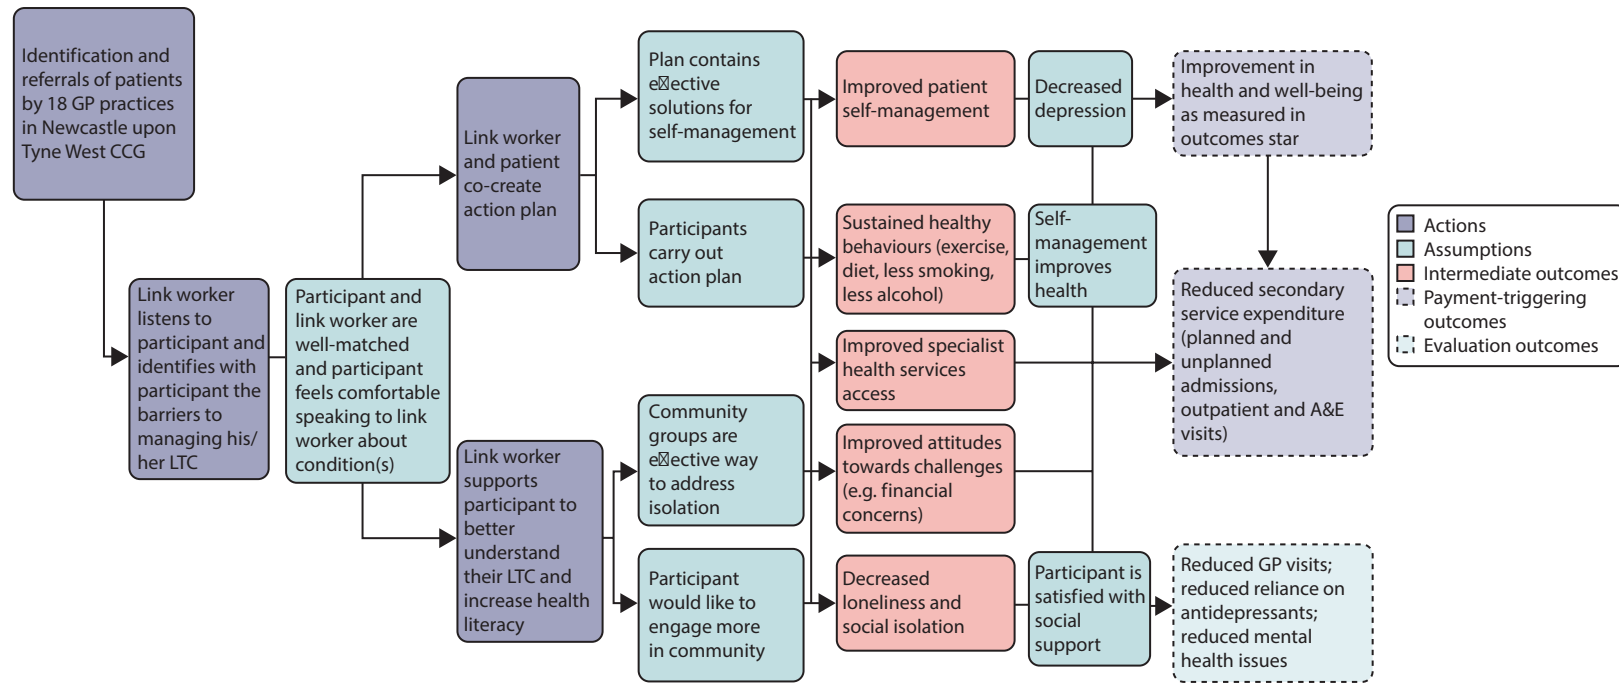 Identification and
referrals of patients
by 18 GP practices
in Newcastle upon
Tyne West CCG
Link worker
listens to
participant and
identifies with
participant the
barriers to
managing his/
her LTC
Participant and
link worker are
well-matched
and participant
feels comfortable
speaking to link
worker about
condition(s)
Link worker
and patient
co-create
action plan
Link worker
supports
participant to
better
understand
their LTC and
increase health
literacy
Plan contains
e▯ective
solutions for
self-management
Participants
carry out
action plan
Community
groups are
e▯ective way
to address
isolation
Participant
would like to
engage more
in community
Improved patient
self-management
Sustained healthy
behaviours (exercise,
diet, less smoking,
less alcohol)
Improved specialist
health services
access
Improved attitudes
towards challenges
(e.g. financial
concerns)
Decreased
loneliness and
social isolation
Decreased
depression
Self-
management
improves
health
Participant is
satisfied with
social
support
Improvement in
health and well-being
as measured in
outcomes star
Reduced secondary
service expenditure
(planned and
unplanned
admissions,
outpatient and A&E
visits)
Reduced GP visits;
reduced reliance on
antidepressants;
reduced mental
health issues
Actions
Assumptions
Intermediate outcomes
Payment-triggering
outcomes
Evaluation outcomes